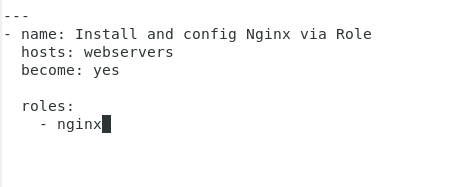 ---
- name: Install and config Nginx via Role
  hosts: webservers
  become: yes

  roles:
    - nginx